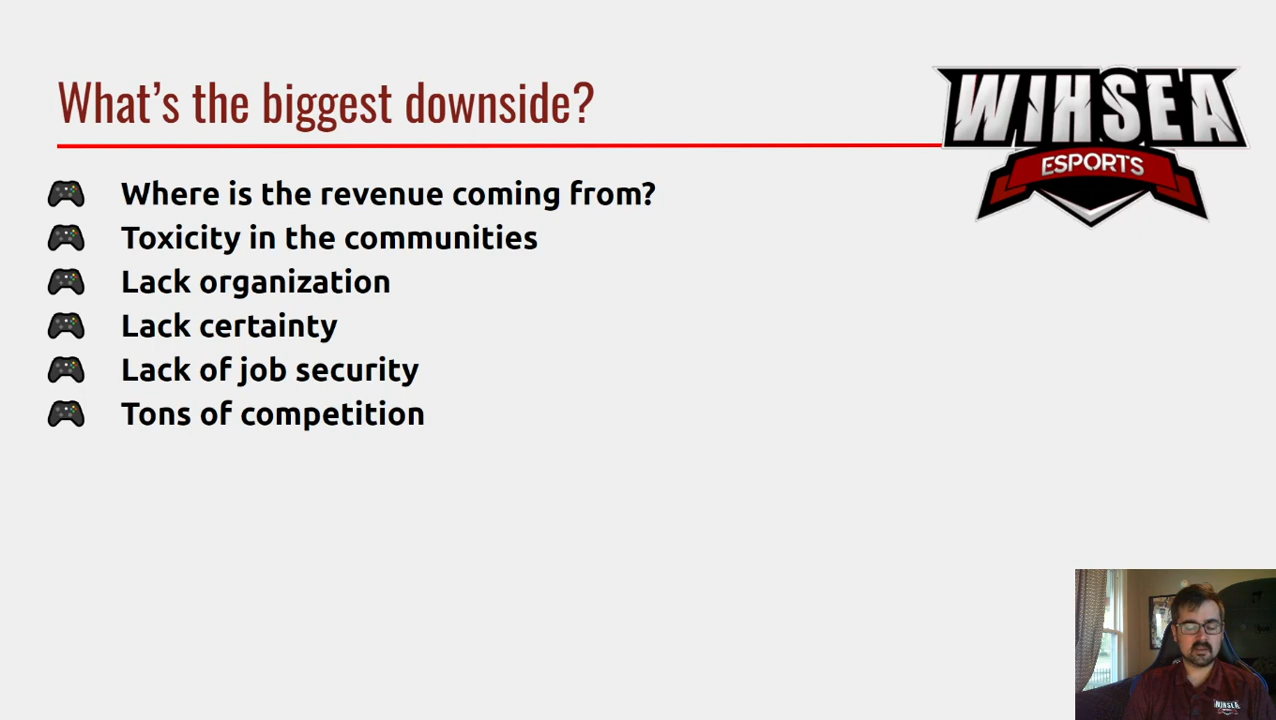 What's the biggest downside?
WIHSEA
ESPORTS
Where is the revenue coming from?
Toxicity in the communities
Lack organization
Lack certainty
Lack of job security
Tons of competition
WIHSEA